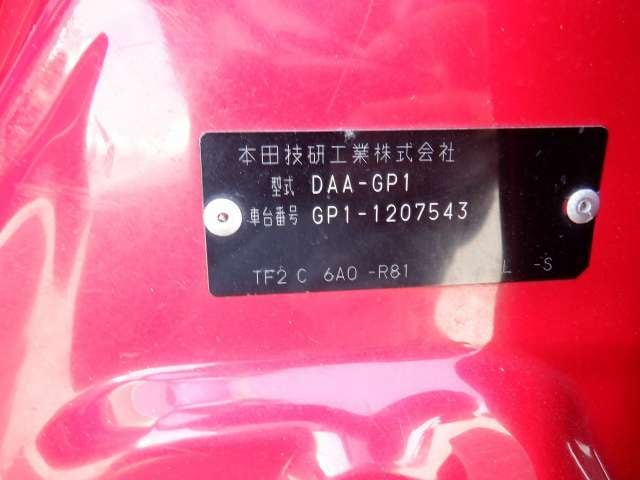 本田技研工業株式会社
型式 DAA-GP1
車台番号 GP1-1207543
TF2 C 6A0 -R81 L -S